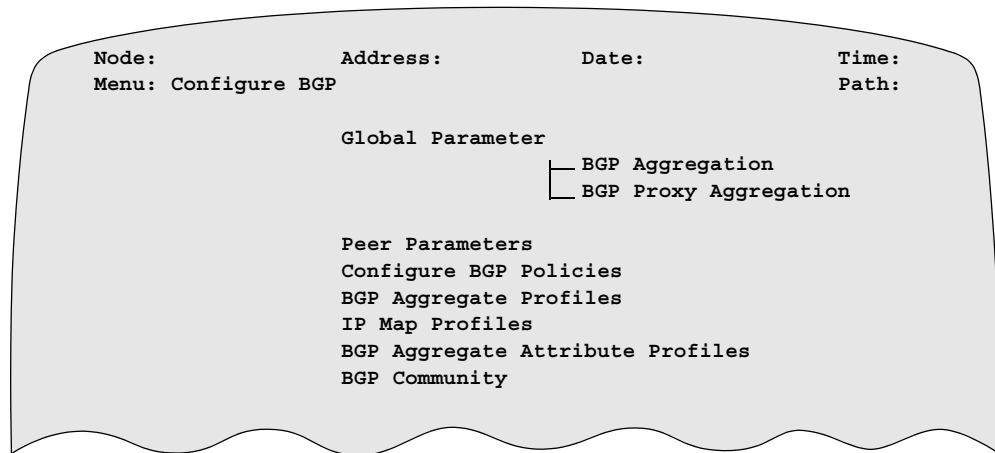 Node: Address: Date: Time:
Menu: Configure BGP Path:
Global Parameter
BGP Aggregation
BGP Proxy Aggregation
Peer Parameters
Configure BGP Policies
BGP Aggregate Profiles
IP Map Profiles
BGP Aggregate Attribute Profiles
BGP Community